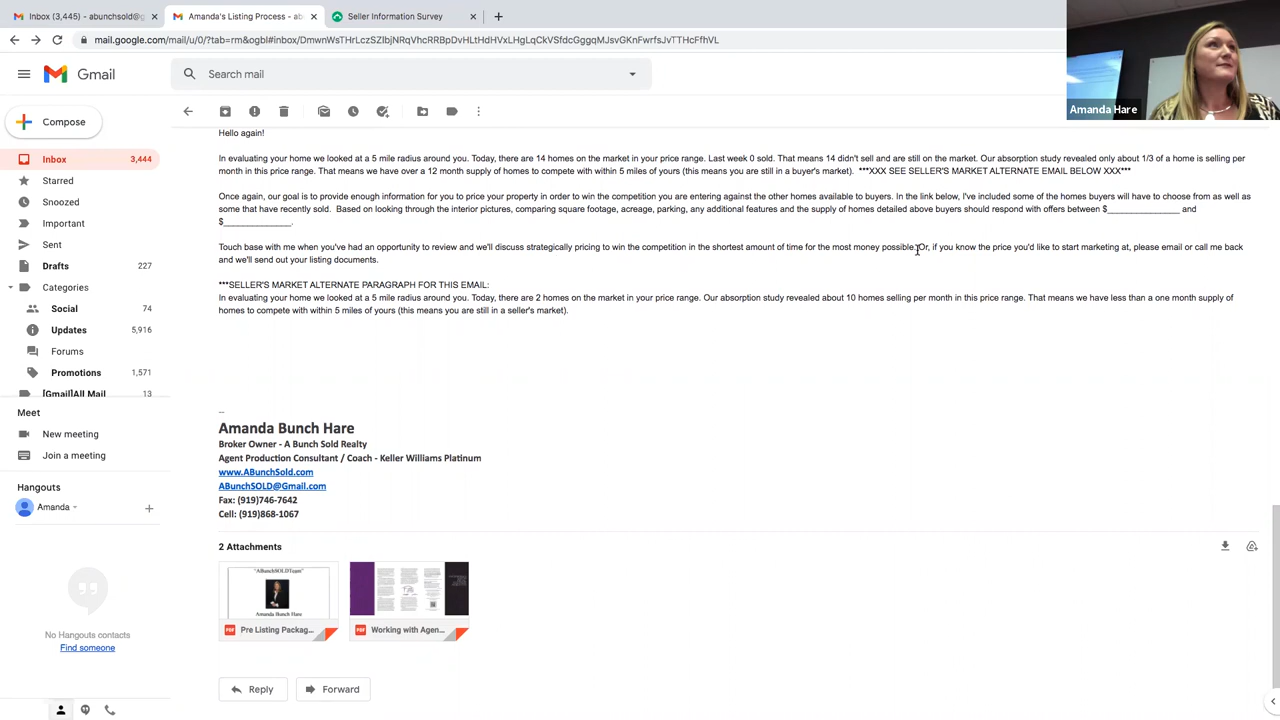 Inbox (3,445) - abunchsold@g
Amanda's Listing Process - abu
Seller Information Survey
mail.google.com/mail/u/0/?tab=rm&ogbl#inbox/DmwnWsTHrLczSZlbjNRqVhcRRBpDvHLtHdHVxLHgLqCkVSfdcGggqMJsvGKnFwrfsJvTTHcFfhVL
Gmail
Search mail
Compose
Inbox 3,444
Starred
Snoozed
Important
Sent
Drafts 227
Categories
Social 74
Updates 5,916
Forums
Promotions 1,571
[Gmail]All Mail 13
Meet
New meeting
Join a meeting
Hangouts
Amanda
No Hangouts contacts
Find someone
Amanda Hare
Hello again!
In evaluating your home we looked at a 5 mile radius around you. Today, there are 14 homes on the market in your price range. Last week 0 sold. That means 14 didn't sell and are still on the market. Our absorption study revealed only about 1/3 of a home is selling per
month in this price range. That means we have over a 12 month supply of homes to compete with within 5 miles of yours (this means you are still in a buyer's market). ***XXX SEE SELLER'S MARKET ALTERNATE EMAIL BELOW XXX***
Once again, our goal is to provide enough information for you to price your property in order to win the competition you are entering against the other homes available to buyers. In the link below, I've included some of the homes buyers will have to choose from as well as
some that have recently sold. Based on looking through the interior pictures, comparing square footage, acreage, parking, any additional features and the supply of homes detailed above buyers should respond with offers between $_______________ and
$______________.
Touch base with me when you've had an opportunity to review and we'll discuss strategically pricing to win the competition in the shortest amount of time for the most money possible. Or, if you know the price you'd like to start marketing at, please email or call me back
and we'll send out your listing documents.
***SELLER'S MARKET ALTERNATE PARAGRAPH FOR THIS EMAIL:
In evaluating your home we looked at a 5 mile radius around you. Today, there are 2 homes on the market in your price range. Our absorption study revealed about 10 homes selling per month in this price range. That means we have less than a one month supply of
homes to compete with within 5 miles of yours (this means you are still in a seller's market).
--
Amanda Bunch Hare
Broker Owner - A Bunch Sold Realty
Agent Production Consultant / Coach - Keller Williams Platinum
www.ABunchSold.com
ABunchSOLD@Gmail.com
Fax: (919)746-7642
Cell: (919)868-1067
2 Attachments
"ABunchSOLDTeam"
Amanda Bunch Hare
PDF Pre Listing Packag...
PDF Working with Agen...
Reply
Forward